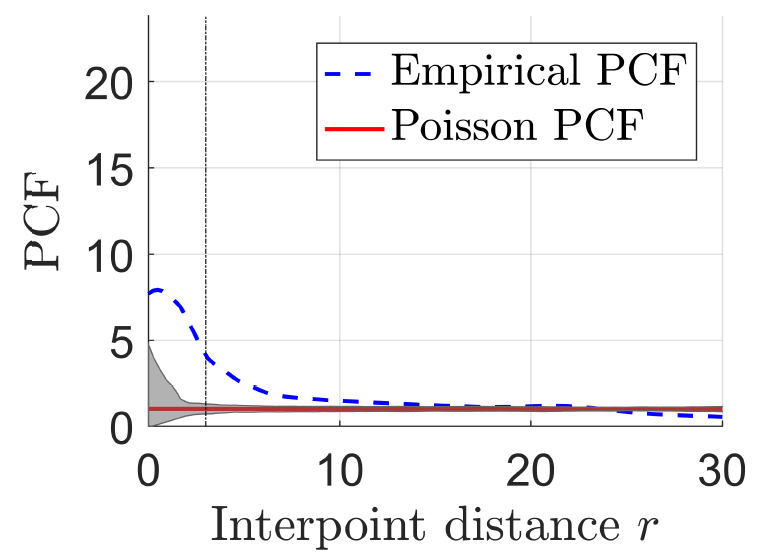 20
15
10
5
0
PCF
Empirical PCF
Poisson PCF
0 10 20 30
Interpoint distance r